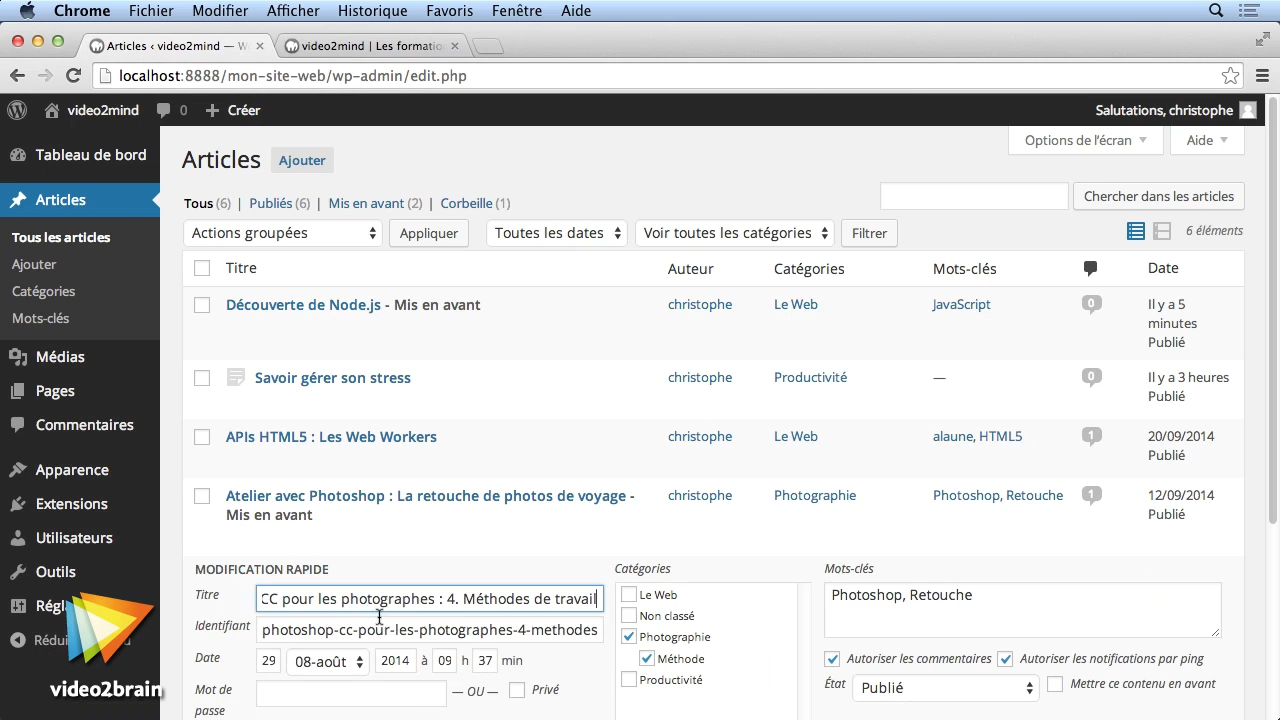 Chrome Fichier Modifier Afficher Historique Favoris Fenêtre Aide
Articles ‹ video2mind — W
video2mind | Les formatio
localhost:8888/mon-site-web/wp-admin/edit.php
video2mind 0 + Créer Salutations, christophe
Options de l'écran Aide
Tableau de bord
Articles
Tous les articles
Ajouter
Catégories
Mots-clés
Médias
Pages
Commentaires
Apparence
Extensions
Utilisateurs
Outils
video2brain
Articles Ajouter
Tous (6) | Publiés (6) | Mis en avant (2) | Corbeille (1)
Chercher dans les articles
Actions groupées Appliquer Toutes les dates Voir toutes les catégories Filtrer 6 éléments
Titre Auteur Catégories Mots-clés Date
Découverte de Node.js - Mis en avant christophe Le Web JavaScript 0 Il y a 5
minutes
Publié
Savoir gérer son stress christophe Productivité — 0 Il y a 3 heures
Publié
APIs HTML5 : Les Web Workers christophe Le Web alaune, HTML5 1 20/09/2014
Publié
Atelier avec Photoshop : La retouche de photos de voyage - christophe Photographie Photoshop, Retouche 1 12/09/2014
Mis en avant Publié
MODIFICATION RAPIDE
Titre CC pour les photographes : 4. Méthodes de travail
Identifiant photoshop-cc-pour-les-photographes-4-methodes
Date 29 08-août 2014 à 09 h 37 min
Mot de
passe
— OU — Privé
Catégories
Le Web
Non classé
Photographie
Méthode
Productivité
Mots-clés
Photoshop, Retouche
Autoriser les commentaires Autoriser les notifications par ping
État Publié Mettre ce contenu en avant